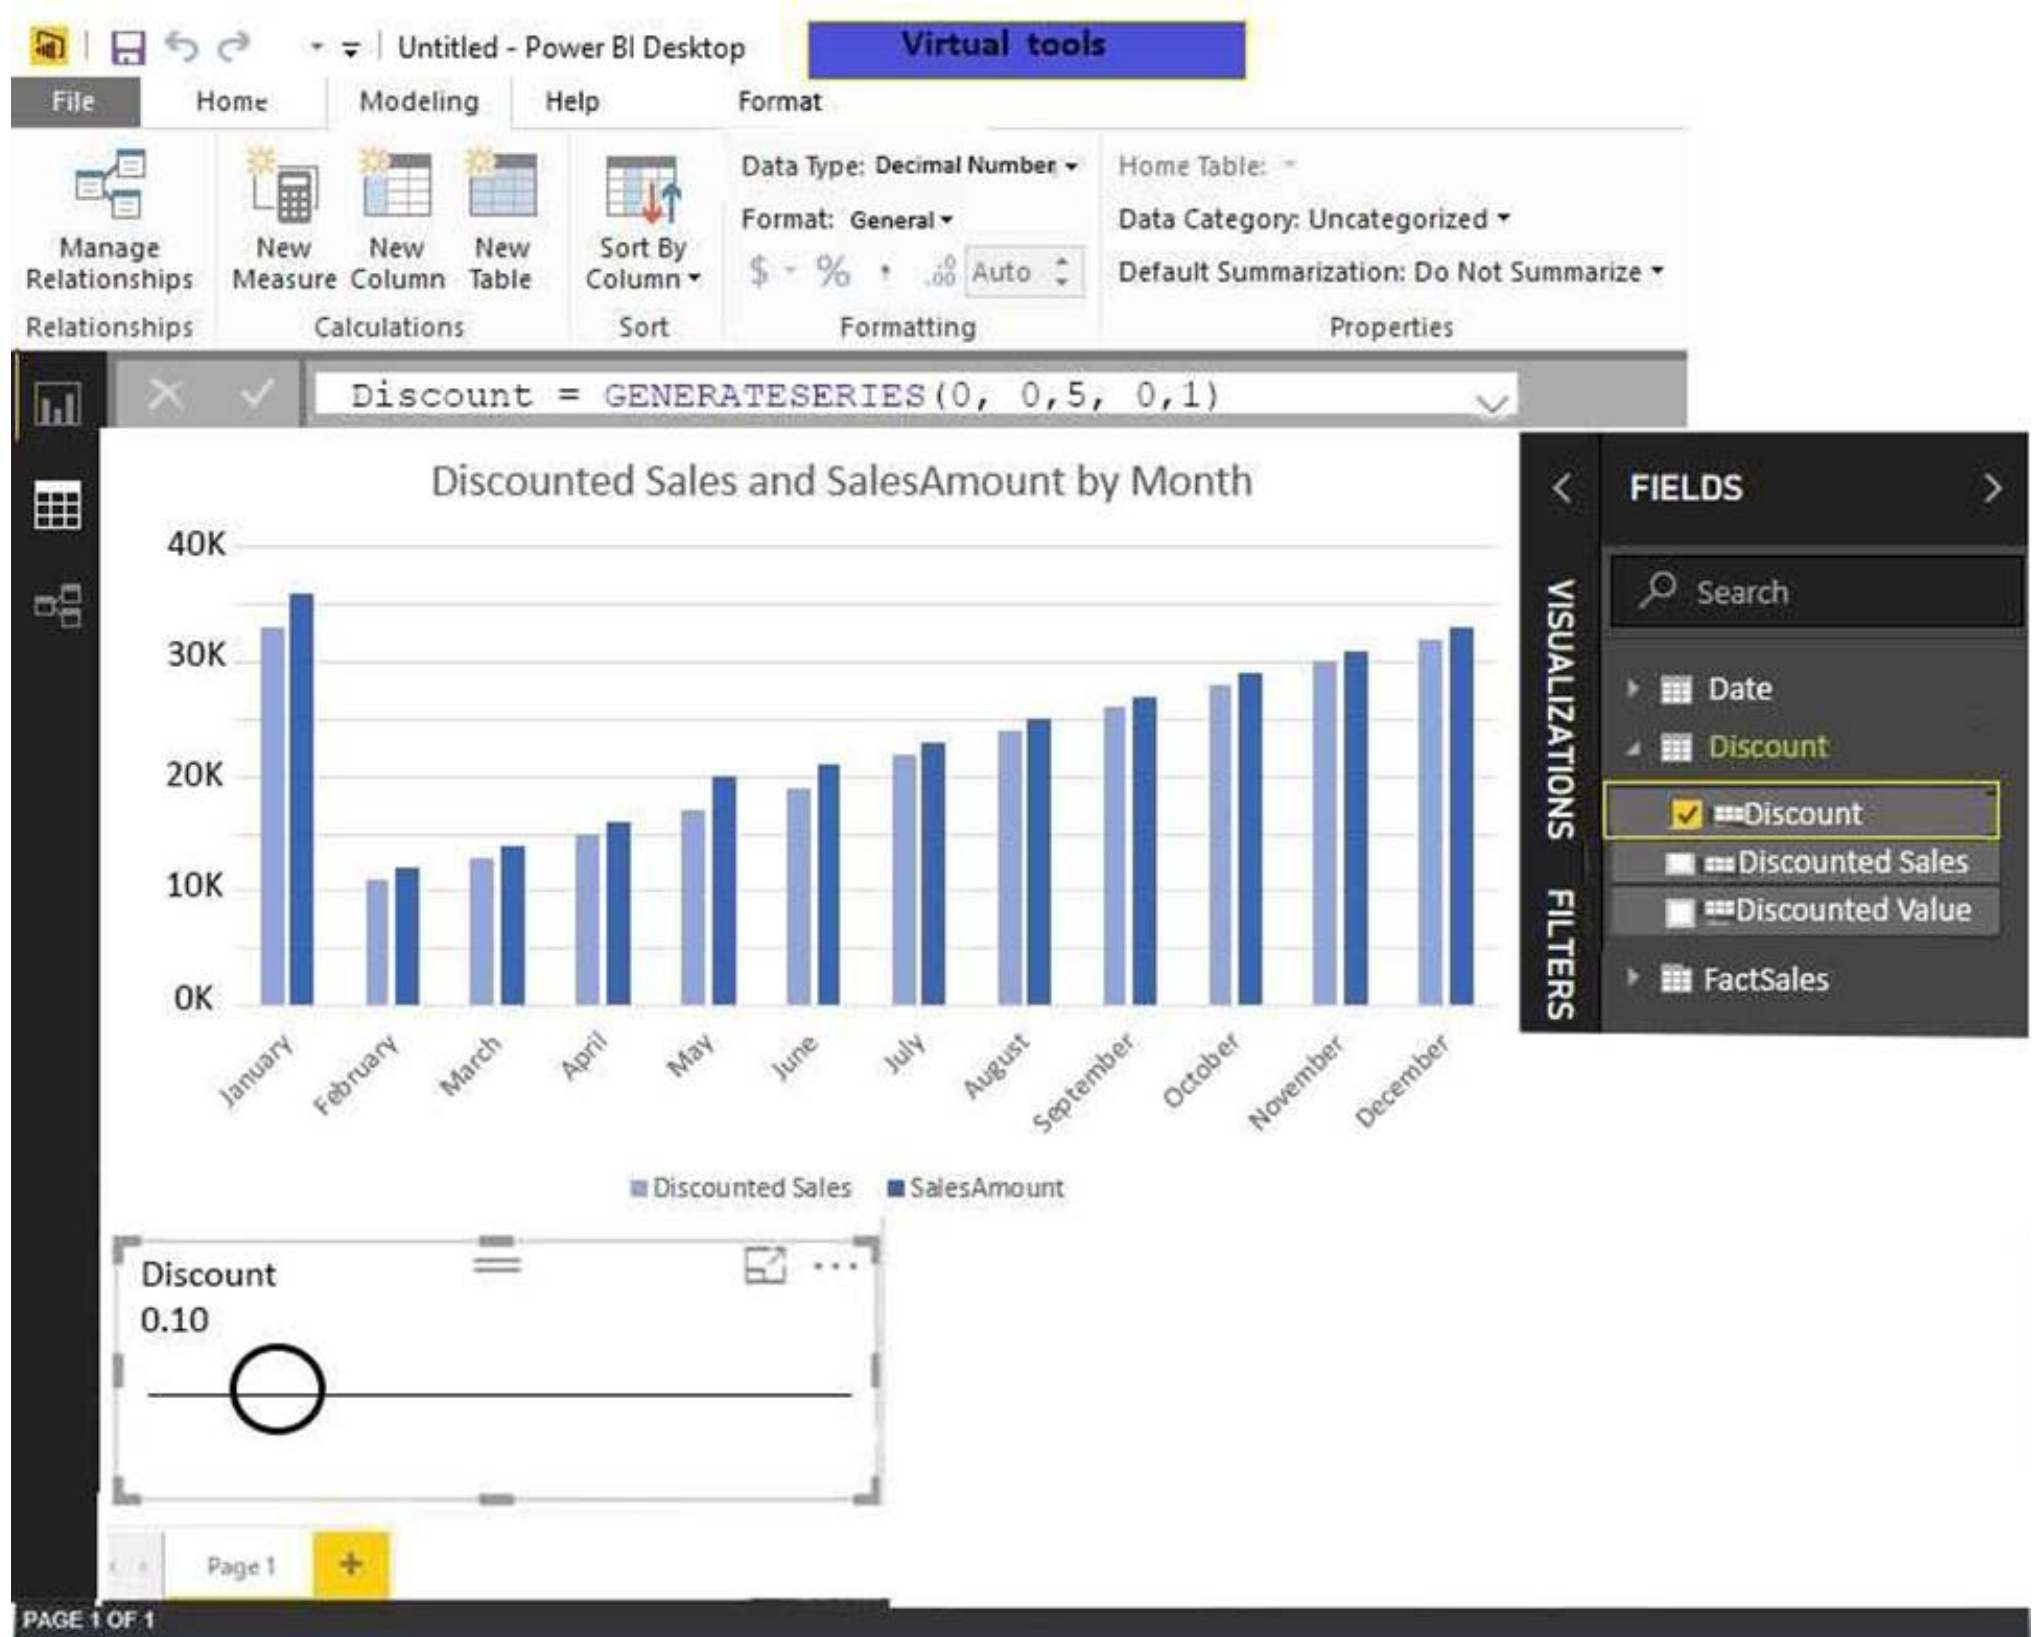 Untitled - Power BI Desktop
Virtual tools
File Home Modeling Help Format
Manage Relationships
New Measure
New Column
New Table
Sort By Column
Data Type: Decimal Number
Format: General
$ % , .00 Auto
Home Table:
Data Category: Uncategorized
Default Summarization: Do Not Summarize
Relationships Calculations Sort Formatting Properties
Discount = GENERATESERIES(0, 0,5, 0,1)
Discounted Sales and SalesAmount by Month
40K
30K
20K
10K
0K
January February March April May June July August September October November December
Discounted Sales SalesAmount
VISUALIZATIONS FILTERS
FIELDS
Search
Date
Discount
Discount
Discounted Sales
Discounted Value
FactSales
Discount
0.10
Page 1 +
PAGE 1 OF 1